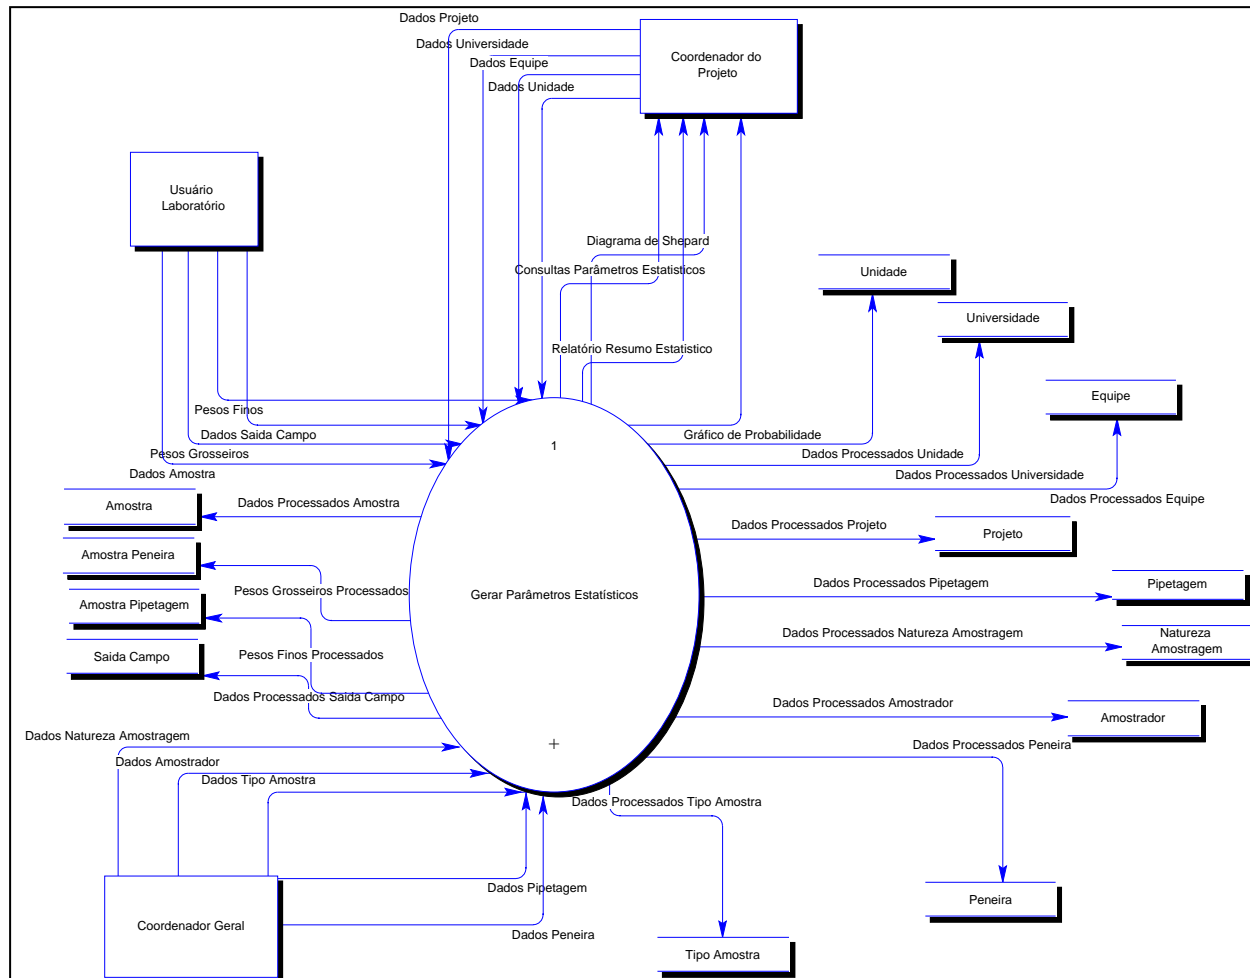 Dados Projeto
Dados Universidade
Dados Equipe
Dados Unidade
Coordenador do
Projeto
Usuário
Laboratório
Diagrama de Shepard
Consultas Parâmetros Estatisticos
Unidade
Universidade
Relatório Resumo Estatistico
Equipe
Pesos Finos
Dados Saida Campo
Pesos Grosseiros
Dados Amostra
1
Gráfico de Probabilidade
Dados Processados Unidade
Dados Processados Universidade
Dados Processados Equipe
Amostra
Dados Processados Amostra
Dados Processados Projeto
Projeto
Amostra Peneira
Pesos Grosseiros Processados
Gerar Parâmetros Estatísticos
Dados Processados Pipetagem
Pipetagem
Amostra Pipetagem
Dados Processados Natureza Amostragem
Natureza
Amostragem
Saida Campo
Pesos Finos Processados
Dados Processados Saida Campo
Dados Processados Amostrador
Amostrador
Dados Natureza Amostragem
Dados Amostrador
Dados Tipo Amostra
Dados Processados Peneira
Dados Processados Tipo Amostra
Dados Pipetagem
Peneira
Coordenador Geral
Dados Peneira
Tipo Amostra